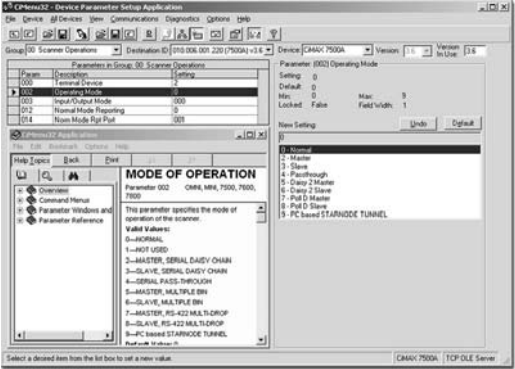 CiMenu32 - Device Parameter Setup Application
File Device All Devices View Communications Diagnostics Options Help
Group: 00 Scanner Operations Destination ID: 010.006.001.220 (7500A) v3.6 Device: CiMAX 7500A Version: 3.6 Version In Use: 3.6
Parameters in Group: 00 Scanner Operations
Param Description Setting
000 Terminal Device 2
002 Operating Mode 0
003 Input/Output Mode 000
012 Normal Mode Reporting 0
014 Norm Mode Rpt Port 001
CiMenu32 Application
File Edit Bookmark Options Help
Help Topics Back Print
Overview
Command Menus
Parameter Windows and
Parameter Reference
MODE OF OPERATION
Parameter 002 OMNI, MINI, 7500, 7600,
7800
This parameter specifies the mode of
operation of the scanner.
Valid Values:
0—NORMAL
1—NOT USED
2—MASTER, SERIAL DAISY CHAIN
3—SLAVE, SERIAL DAISY CHAIN
4—SERIAL PASS-THROUGH
5—MASTER, MULTIPLE BIN
6—SLAVE, MULTIPLE BIN
7—MASTER, RS-422 MULTI-DROP
8—SLAVE, RS-422 MULTI-DROP
9—PC based STARNODE TUNNEL
Default Value: 0
Parameter: (002) Operating Mode
Setting: 0
Default: 0
Min: 0 Max: 9
Locked: False Field Width: 1
New Setting: Undo Default
0
0 - Normal
2 - Master
3 - Slave
4 - Passthrough
5 - Daisy 2 Master
6 - Daisy 2 Slave
7 - Poll D Master
8 - Poll D Slave
9 - PC based STARNODE TUNNEL
Select a desired item from the list box to set a new value. CiMAX 7500A TCP OLE Server